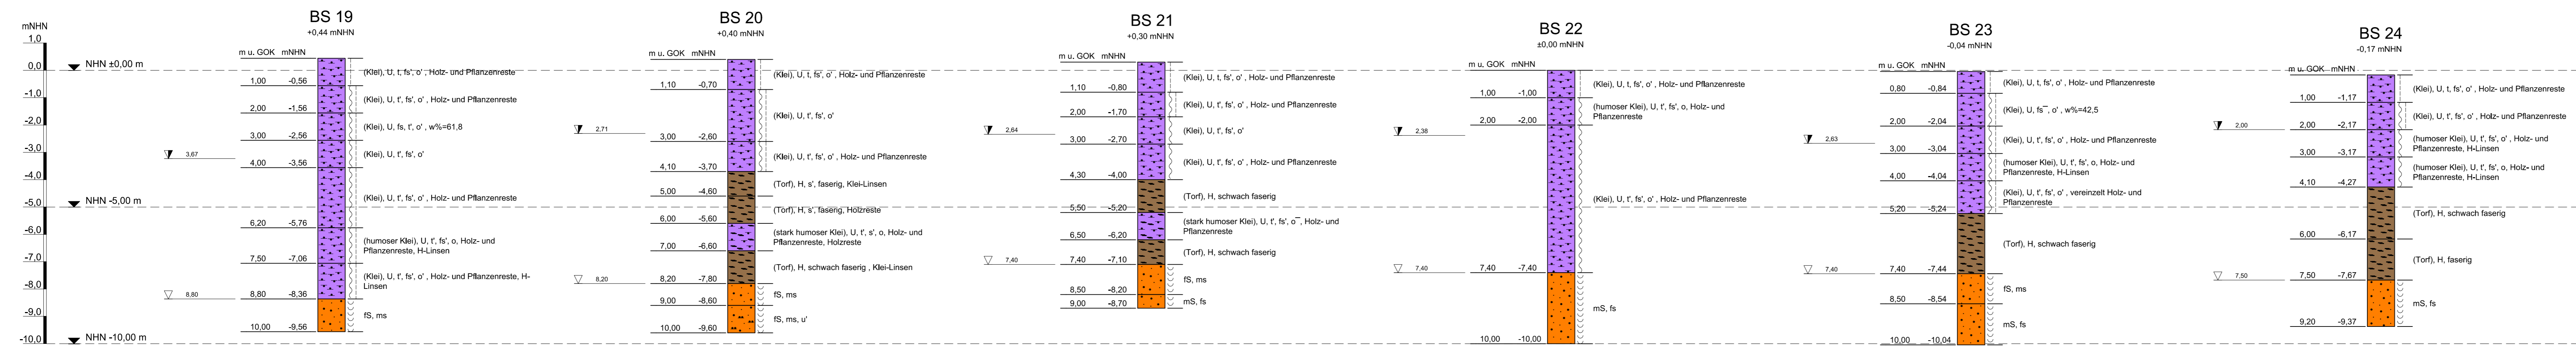 mNHN
1,0
0,0
-1,0
-2,0
-3,0
-4,0
-5,0
-6,0
-7,0
-8,0
-9,0
-10,0
NHN ±0,00 m
NHN -5,00 m
NHN -10,00 m
BS 19
+0,44 mNHN
m u. GOK mNHN
1,00 -0,56
2,00 -1,56
3,00 -2,56
4,00 -3,56
6,20 -5,76
7,50 -7,06
8,80 -8,36
10,00 -9,56
3,67
8,80
(Klei), U, t, fs', o' , Holz- und Pflanzenreste
(Klei), U, t', fs', o' , Holz- und Pflanzenreste
(Klei), U, fs, t', o' , w%=61,8
(Klei), U, t', fs', o'
(Klei), U, t', fs', o' , Holz- und Pflanzenreste
(humoser Klei), U, t', fs', o, Holz- und
Pflanzenreste, H-Linsen
(Klei), U, t', fs', o' , Holz- und Pflanzenreste, H-
Linsen
fS, ms
BS 20
+0,40 mNHN
m u. GOK mNHN
1,10 -0,70
3,00 -2,60
4,10 -3,70
5,00 -4,60
6,00 -5,60
7,00 -6,60
8,20 -7,80
9,00 -8,60
10,00 -9,60
2,71
8,20
(Klei), U, t, fs', o' , Holz- und Pflanzenreste
(Klei), U, t', fs', o'
(Klei), U, t', fs', o' , Holz- und Pflanzenreste
(Torf), H, s', faserig, Klei-Linsen
(Torf), H, s', faserig, Holzreste
(stark humoser Klei), U, t', s', o, Holz- und
Pflanzenreste, Holzreste
(Torf), H, schwach faserig , Klei-Linsen
fS, ms
fS, ms, u'
BS 21
+0,30 mNHN
m u. GOK mNHN
1,10 -0,80
2,00 -1,70
3,00 -2,70
4,30 -4,00
5,50 -5,20
6,50 -6,20
7,40 -7,10
8,50 -8,20
9,00 -8,70
2,64
7,40
(Klei), U, t, fs', o' , Holz- und Pflanzenreste
(Klei), U, t', fs', o' , Holz- und Pflanzenreste
(Klei), U, t', fs', o'
(Klei), U, t', fs', o' , Holz- und Pflanzenreste
(Torf), H, schwach faserig
(stark humoser Klei), U, t', fs', o¯, Holz- und
Pflanzenreste
(Torf), H, schwach faserig
fS, ms
mS, fs
BS 22
±0,00 mNHN
m u. GOK mNHN
1,00 -1,00
2,00 -2,00
7,40 -7,40
10,00 -10,00
2,38
7,40
(Klei), U, t, fs', o' , Holz- und Pflanzenreste
(humoser Klei), U, t', fs', o, Holz- und
Pflanzenreste
(Klei), U, t', fs', o' , Holz- und Pflanzenreste
mS, fs
BS 23
-0,04 mNHN
m u. GOK mNHN
0,80 -0,84
2,00 -2,04
3,00 -3,04
4,00 -4,04
5,20 -5,24
7,40 -7,44
8,50 -8,54
10,00 -10,04
2,63
7,40
(Klei), U, t, fs', o' , Holz- und Pflanzenreste
(Klei), U, fs¯, o' , w%=42,5
(Klei), U, t', fs', o' , Holz- und Pflanzenreste
(humoser Klei), U, t', fs', o, Holz- und
Pflanzenreste, H-Linsen
(Klei), U, t', fs', o' , vereinzelt Holz- und
Pflanzenreste
(Torf), H, schwach faserig
fS, ms
mS, fs
BS 24
-0,17 mNHN
m u. GOK mNHN
1,00 -1,17
2,00 -2,17
3,00 -3,17
4,10 -4,27
6,00 -6,17
7,50 -7,67
9,20 -9,37
2,00
7,50
(Klei), U, t, fs', o' , Holz- und Pflanzenreste
(Klei), U, t', fs', o' , Holz- und Pflanzenreste
(humoser Klei), U, t', fs', o' , Holz- und
Pflanzenreste, H-Linsen
(humoser Klei), U, t', fs', o, Holz- und
Pflanzenreste, H-Linsen
(Torf), H, schwach faserig
(Torf), H, faserig
mS, fs